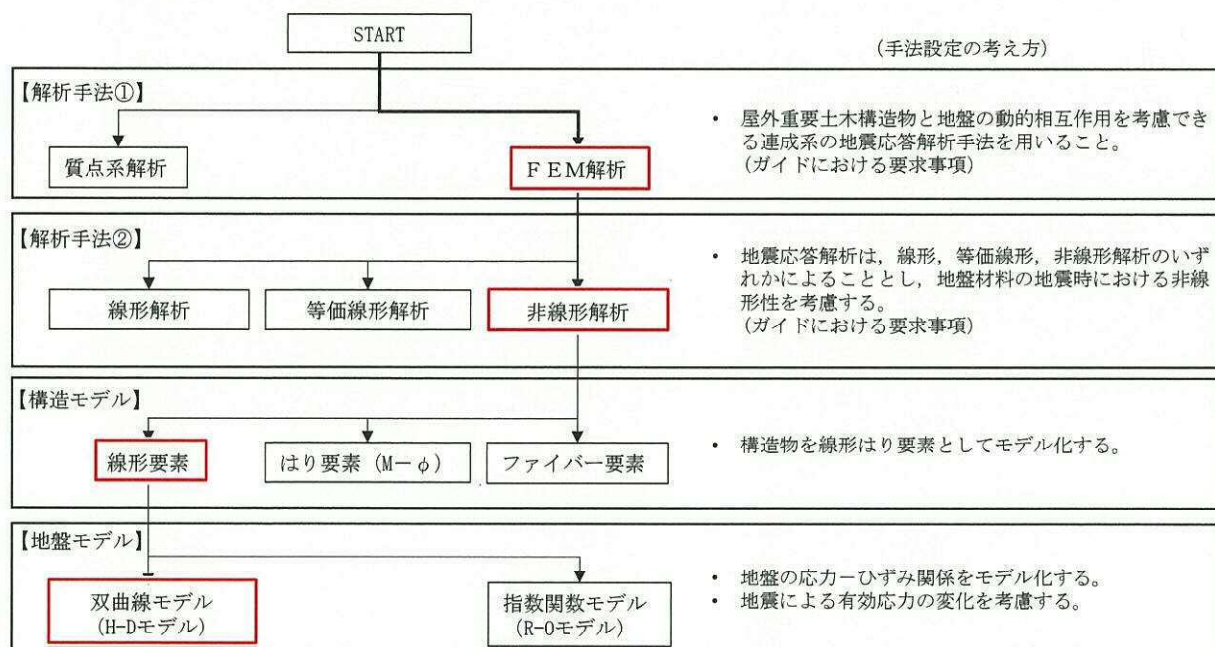 START
(手法設定の考え方)
【解析手法①】
質点系解析
FEM解析
・ 屋外重要土木構造物と地盤の動的相互作用を考慮でき
る連成系の地震応答解析手法を用いること。
(ガイドにおける要求事項)
【解析手法②】
線形解析
等価線形解析
非線形解析
・ 地震応答解析は，線形，等価線形，非線形解析のいず
れかによることとし，地盤材料の地震時における非線
形性を考慮する。
(ガイドにおける要求事項)
【構造モデル】
線形要素
はり要素 (M－φ)
ファイバー要素
・ 構造物を線形はり要素としてモデル化する。
【地盤モデル】
双曲線モデル
(H-Dモデル)
指数関数モデル
(R-Oモデル)
・ 地盤の応力－ひずみ関係をモデル化する。
・ 地震による有効応力の変化を考慮する。